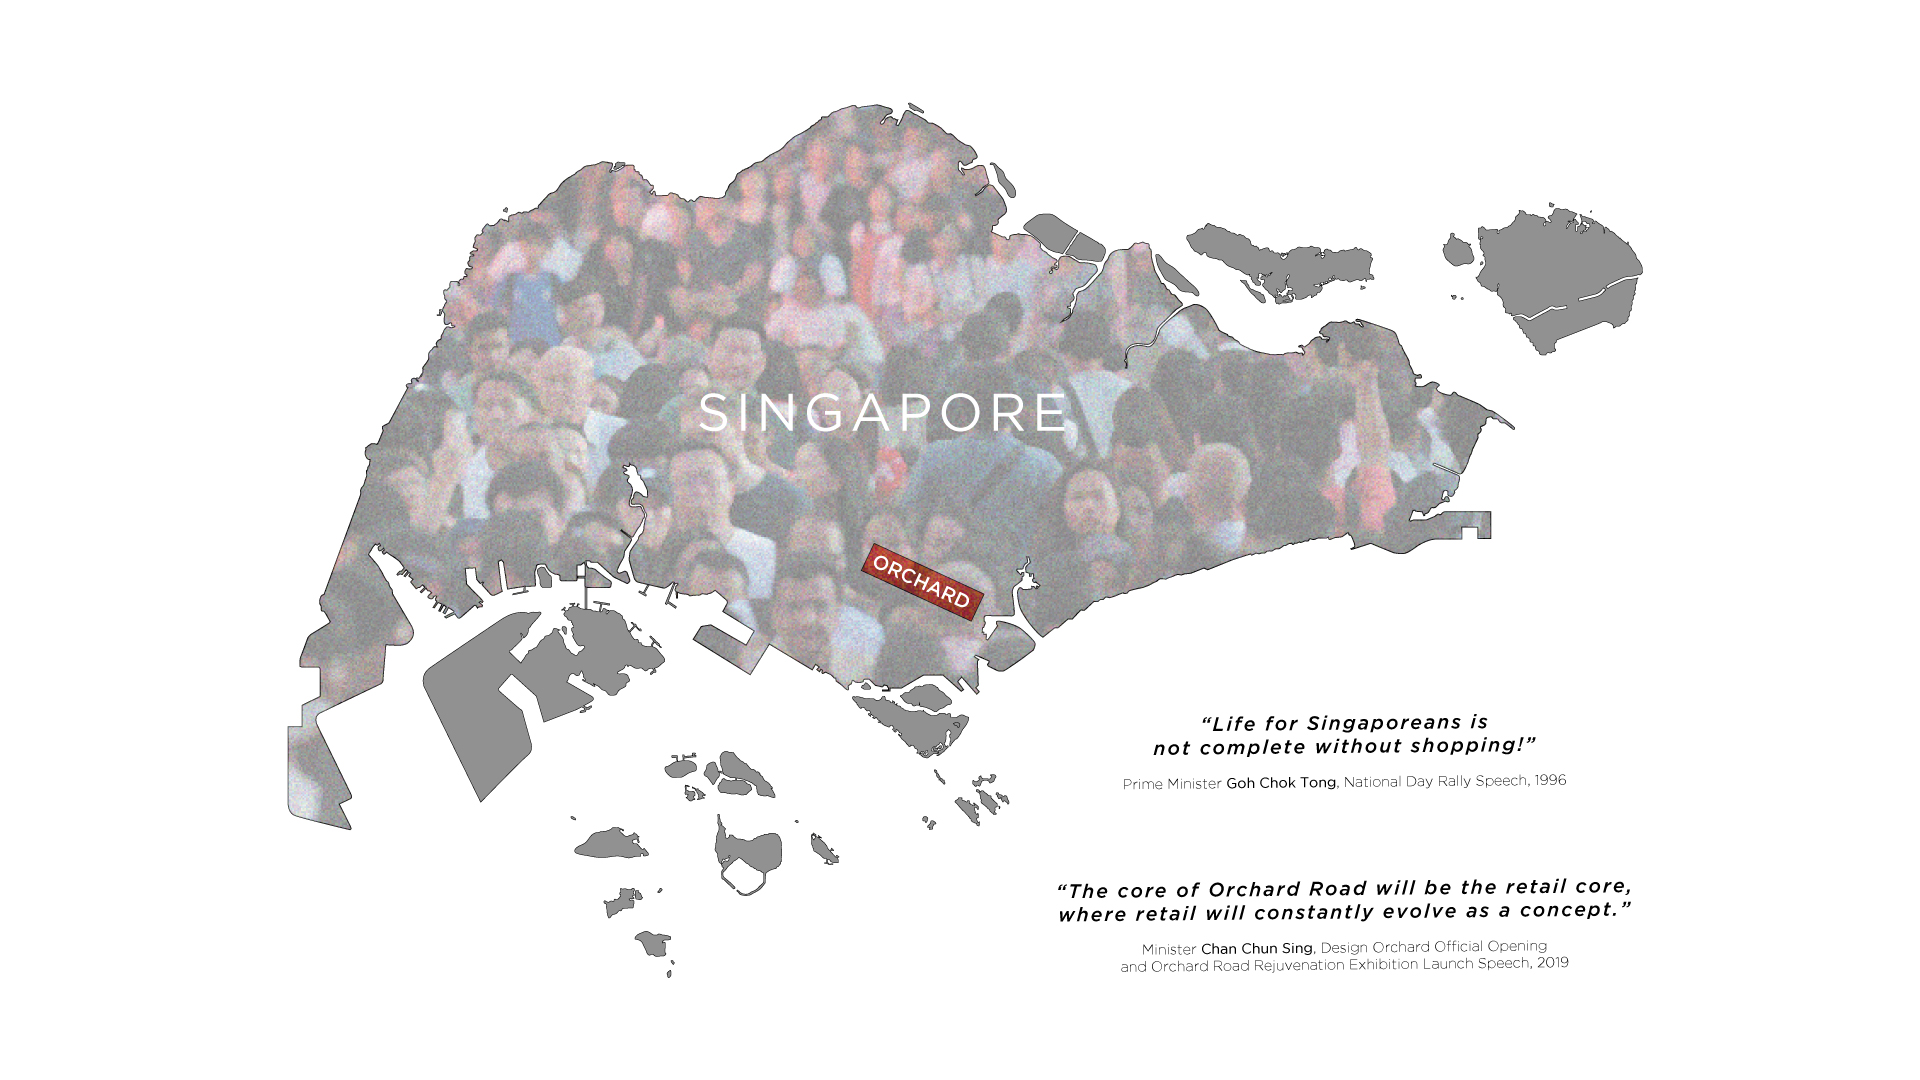 SINGAPORE
ORCHARD
“Life for Singaporeans is
not complete without shopping!”
Prime Minister Goh Chok Tong, National Day Rally Speech, 1996
“The core of Orchard Road will be the retail core,
where retail will constantly evolve as a concept.”
Minister Chan Chun Sing, Design Orchard Official Opening
and Orchard Road Rejuvenation Exhibition Launch Speech, 2019